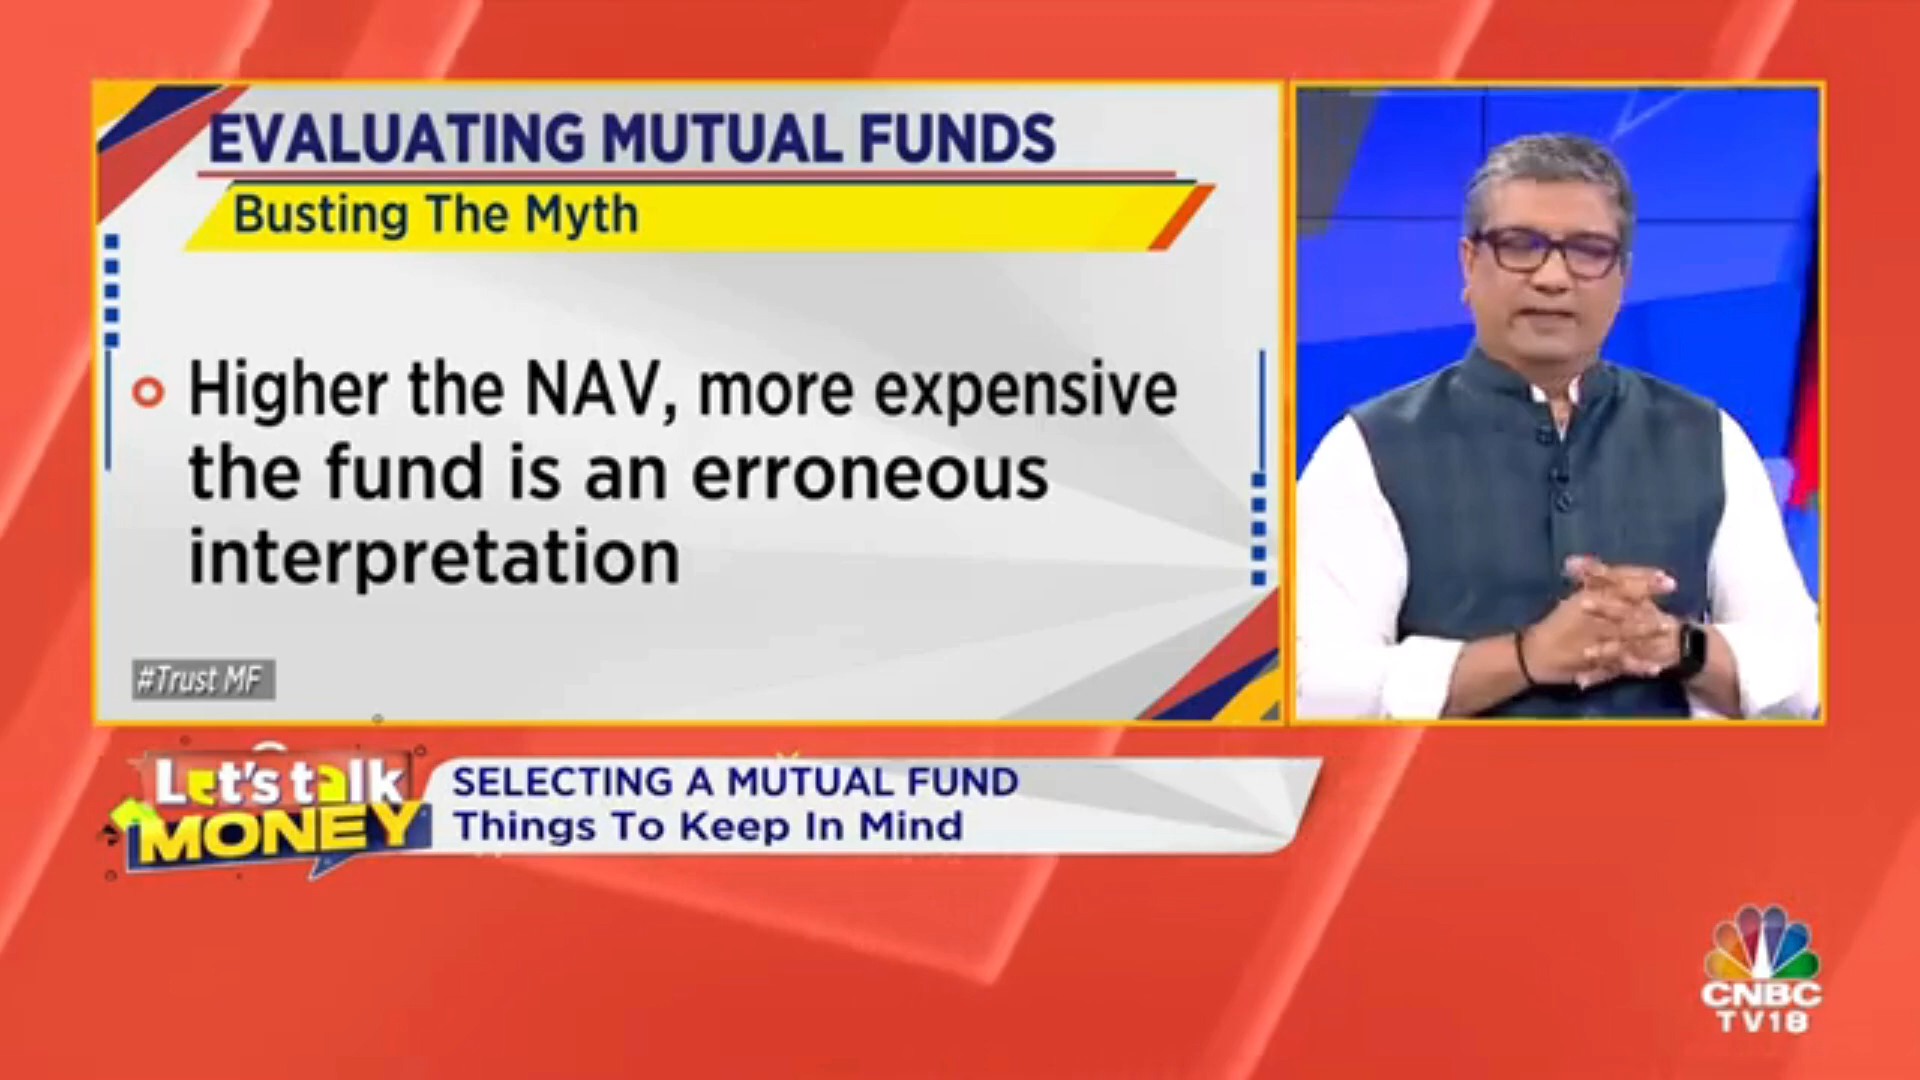 EVALUATING MUTUAL FUNDS
Busting The Myth
Higher the NAV, more expensive
the fund is an erroneous
interpretation
#Trust MF
Let's talk
MONEY
SELECTING A MUTUAL FUND
Things To Keep In Mind
CNBC
TV18